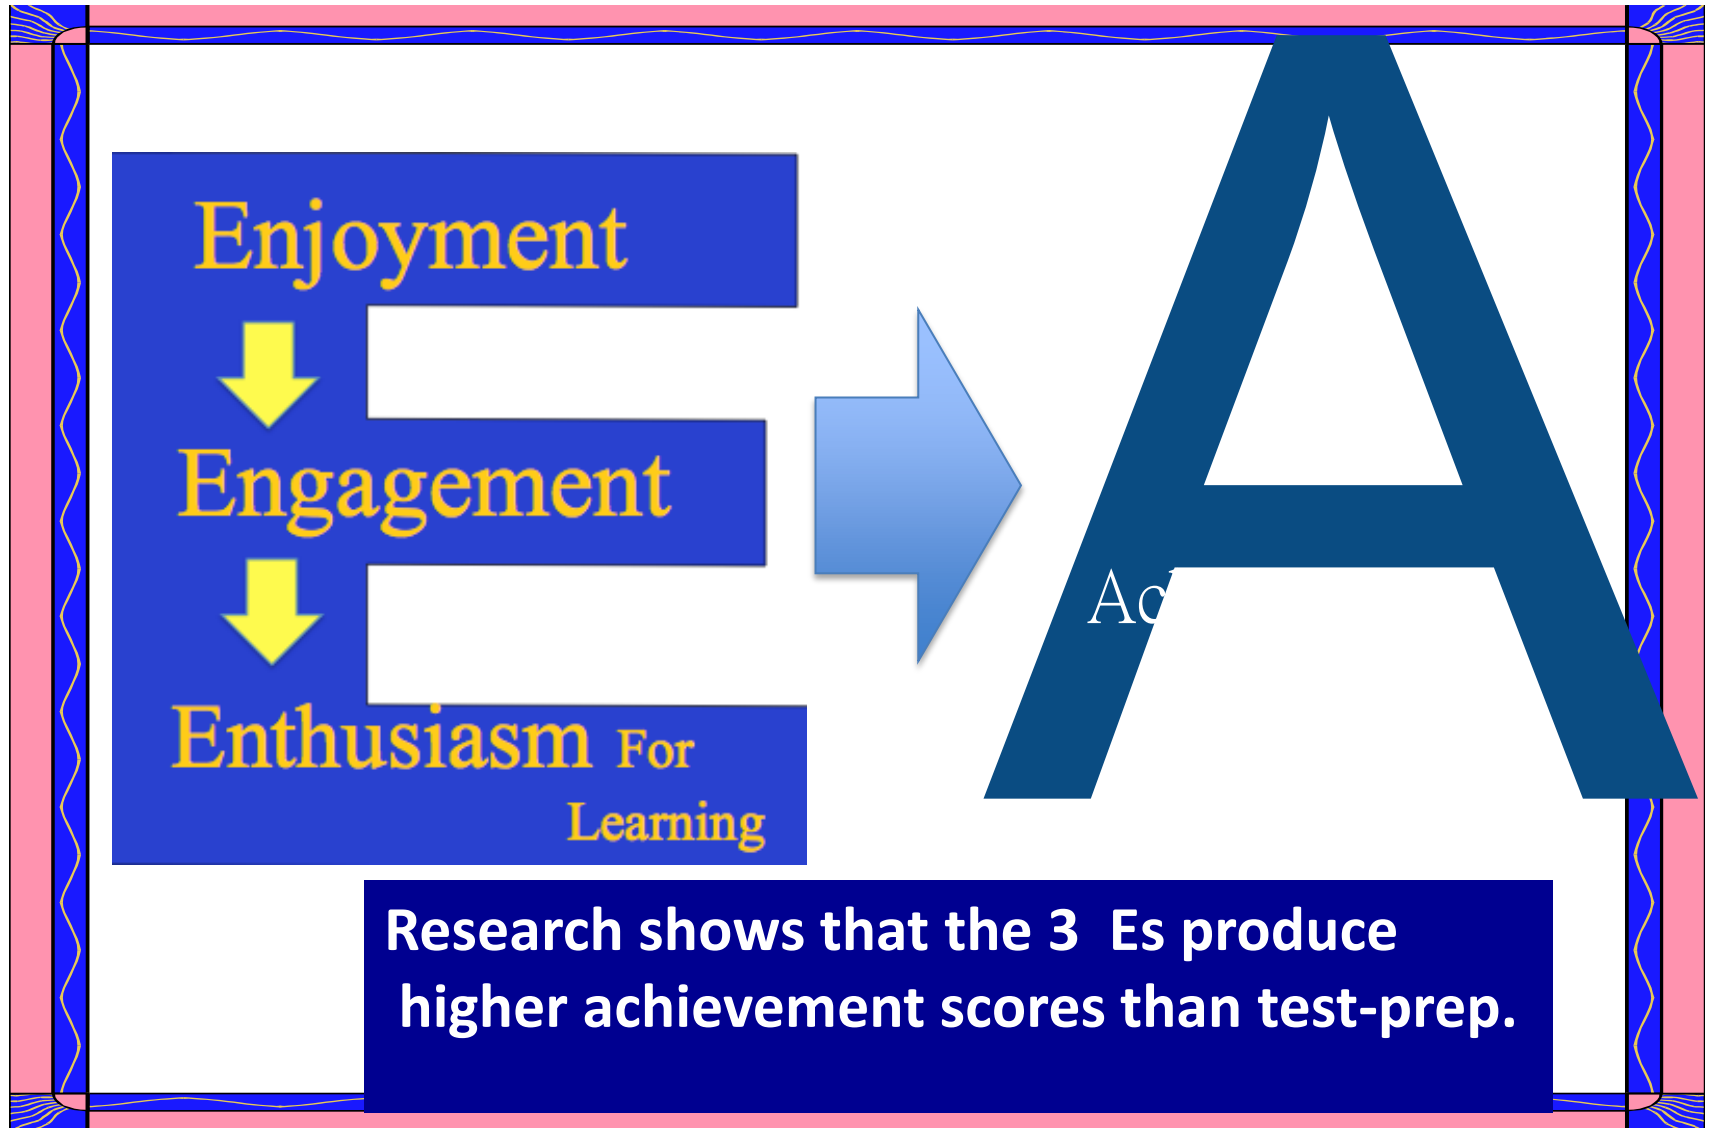 Enjoyment
Engagement
Enthusiasm For
Learning
A
Research shows that the 3 Es produce
higher achievement scores than test-prep.